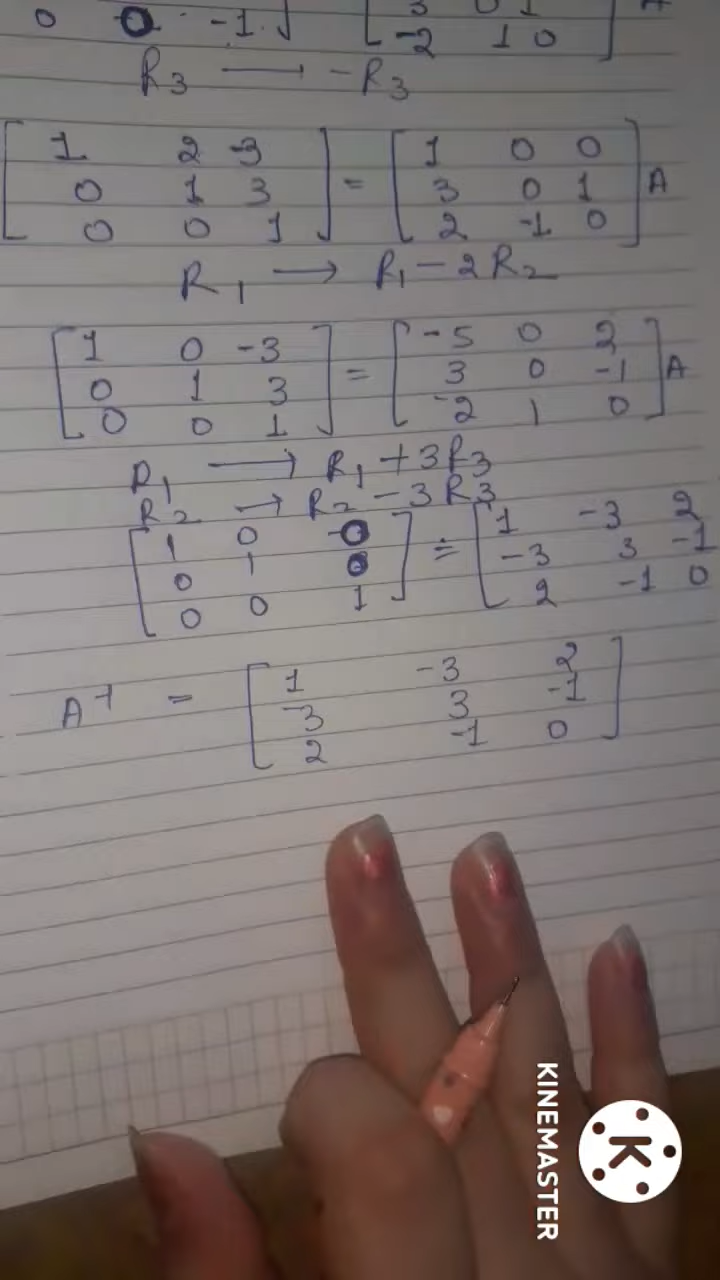 0 0 -1 ] [ 3 0 1
-2 1 0 ] A
R3 → -R3
[ 1 2 3 [ 1 0 0
0 1 3 = 3 0 1 A
0 0 1 ] 2 -1 0 ]
R1 → R1 - 2R2
[ 1 0 -3 [ -5 0 2
0 1 3 = 3 0 -1 A
0 0 1 ] -2 1 0 ]
R1 → R1 + 3R3
R2 → R2 - 3R3
[ 1 0 0 [ 1 -3 2
0 1 0 = -3 3 -1
0 0 1 ] 2 -1 0
[ 1 -3 2
A-1 = -3 3 -1
2 -1 0 ]
KINEMASTER
K